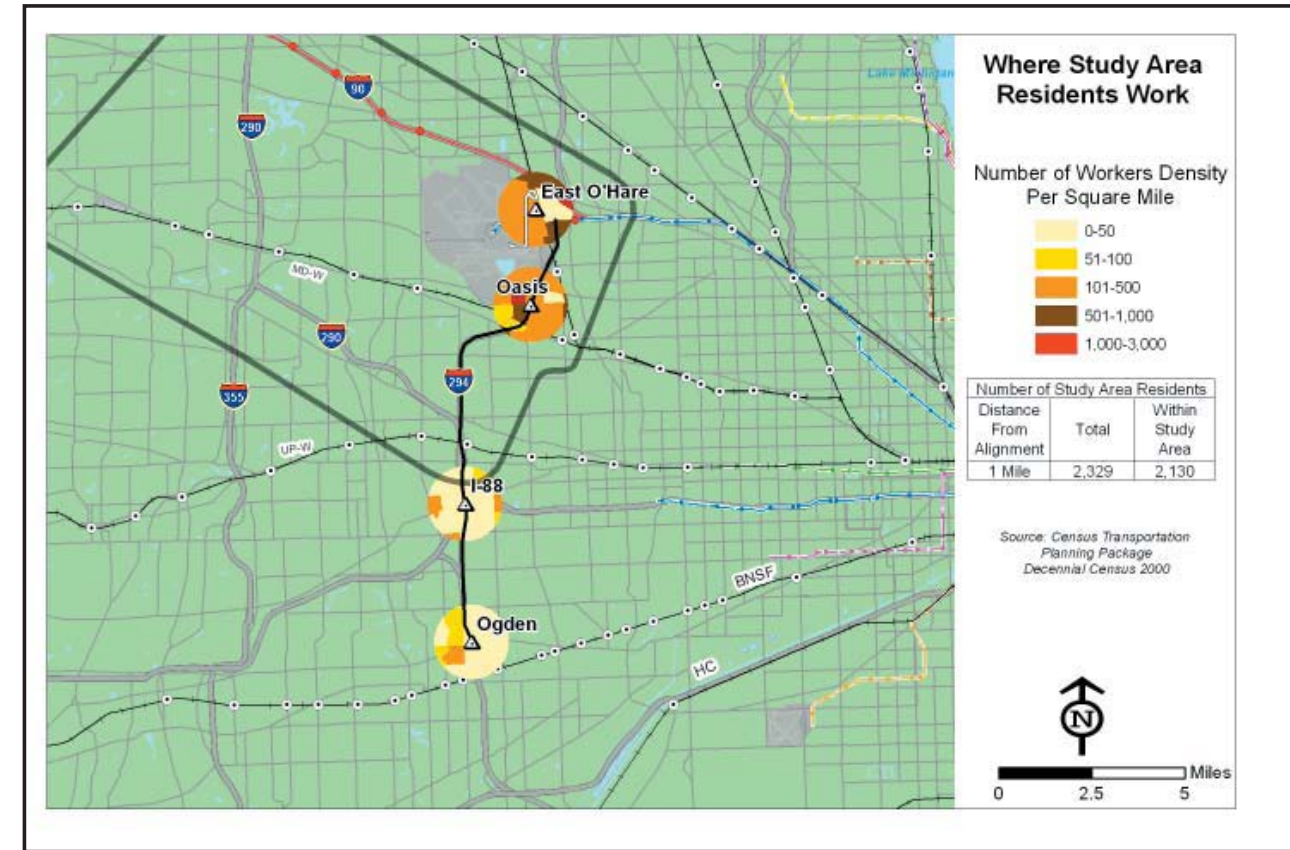 Where Study Area
Residents Work
Number of Workers Density
Per Square Mile
0-50
51-100
101-500
501-1,000
1,000-3,000
Number of Study Area Residents
Distance From Alignment
Total
Within Study Area
1 Mile
2,329
2,130
Source: Census Transportation
Planning Package
Decennial Census 2000
N
Miles
0
2.5
5
Lake Michigan
90
290
East O'Hare
MD-W
Oasis
290
294
355
UP-W
I-88
BNSF
Ogden
HC